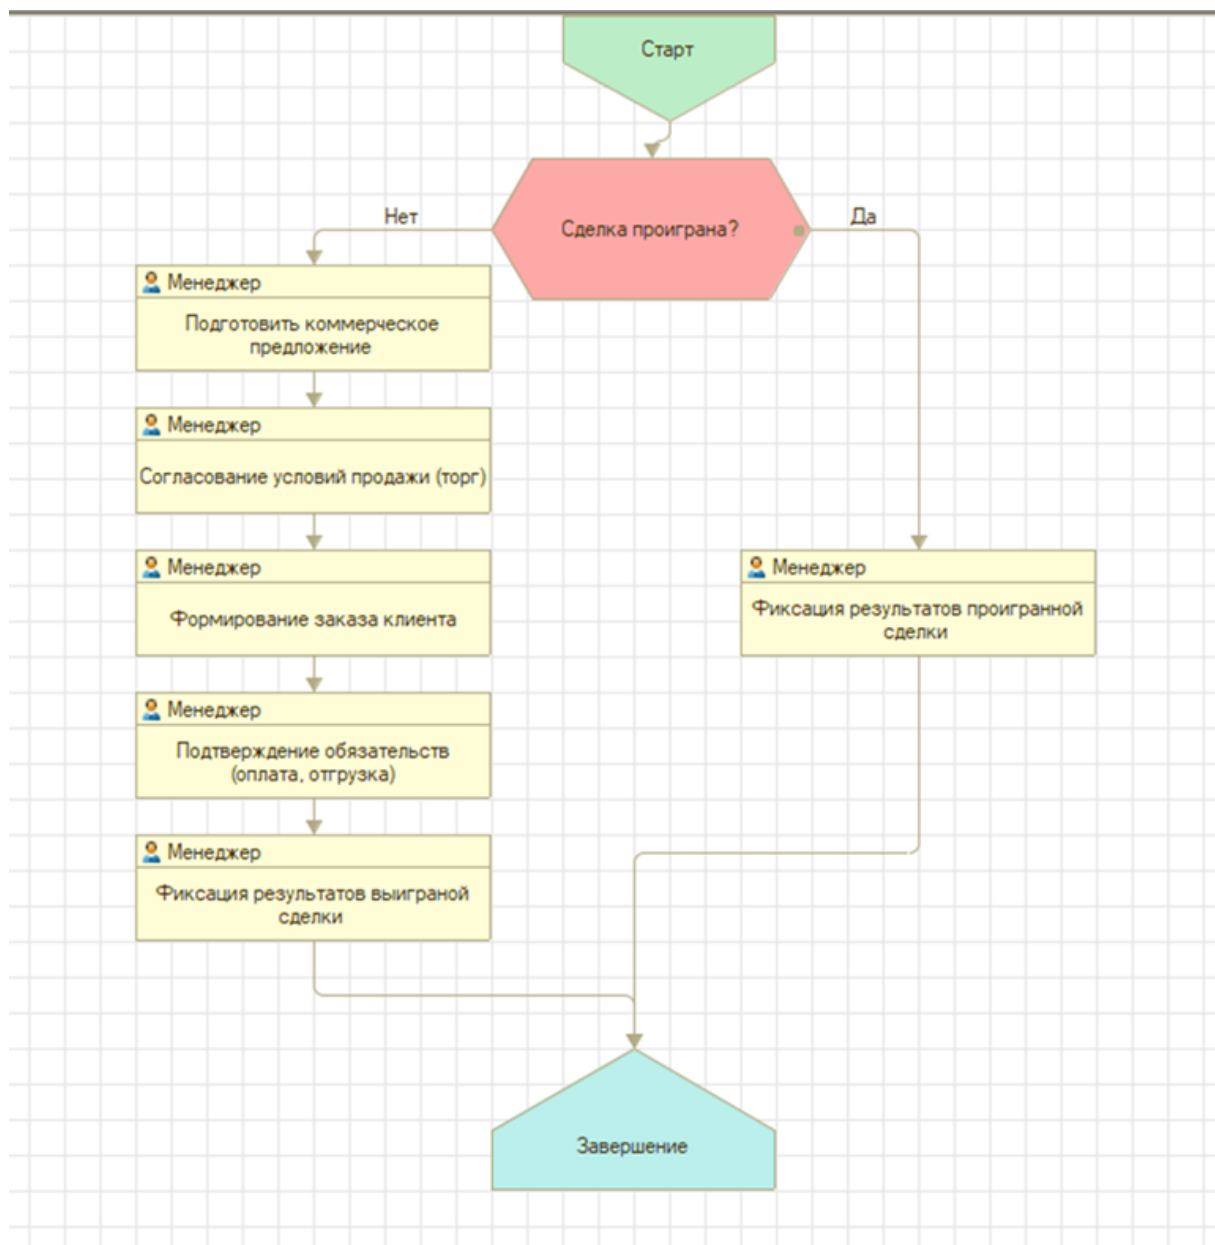 Старт
Сделка проиграна?
Нет
Да
Менеджер
Подготовить коммерческое
предложение
Менеджер
Согласование условий продажи (торг)
Менеджер
Формирование заказа клиента
Менеджер
Фиксация результатов проигранной
сделки
Менеджер
Подтверждение обязательств
(оплата, отгрузка)
Менеджер
Фиксация результатов выиграной
сделки
Завершение